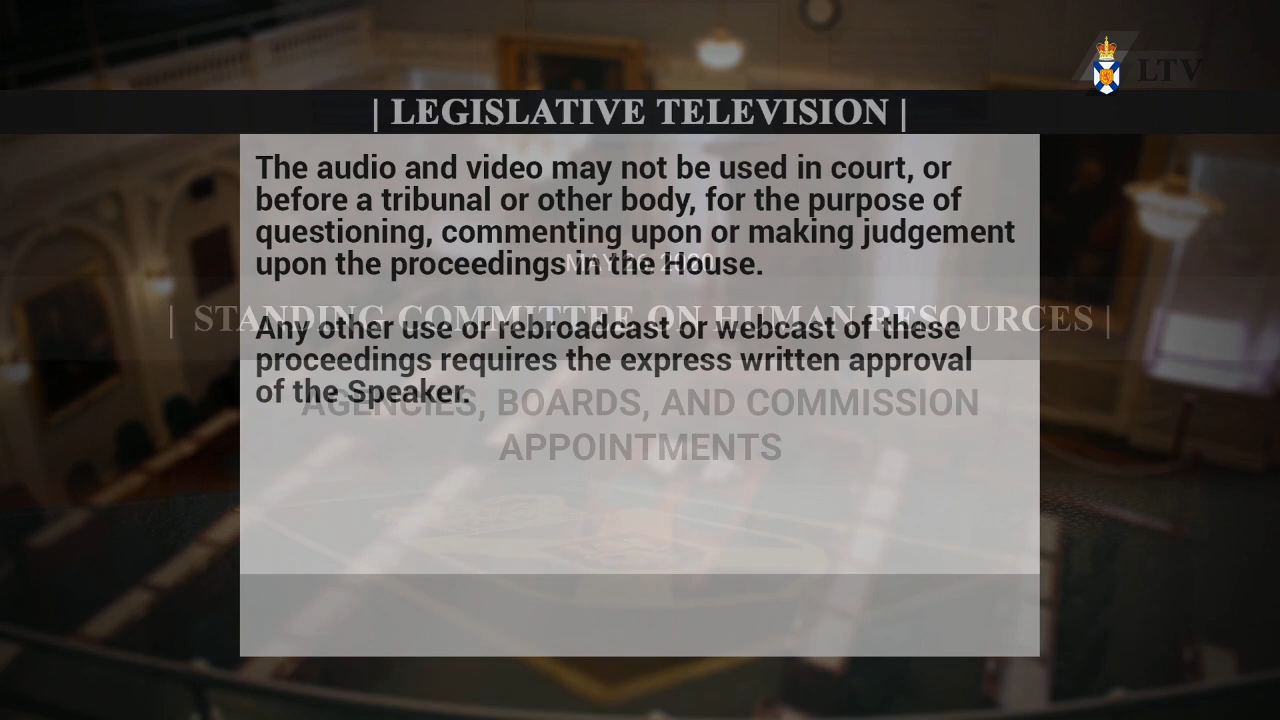 LTV
| LEGISLATIVE TELEVISION |
The audio and video may not be used in court, or
before a tribunal or other body, for the purpose of
questioning, commenting upon or making judgement
upon the proceedings in the House.
MAY
| STANDING COMMITTEE ON HUMAN RESOURCES |
Any other use or rebroadcast or webcast of these
proceedings requires the express written approval
of the Speaker.
AGENCIES, BOARDS, AND COMMISSION
APPOINTMENTS